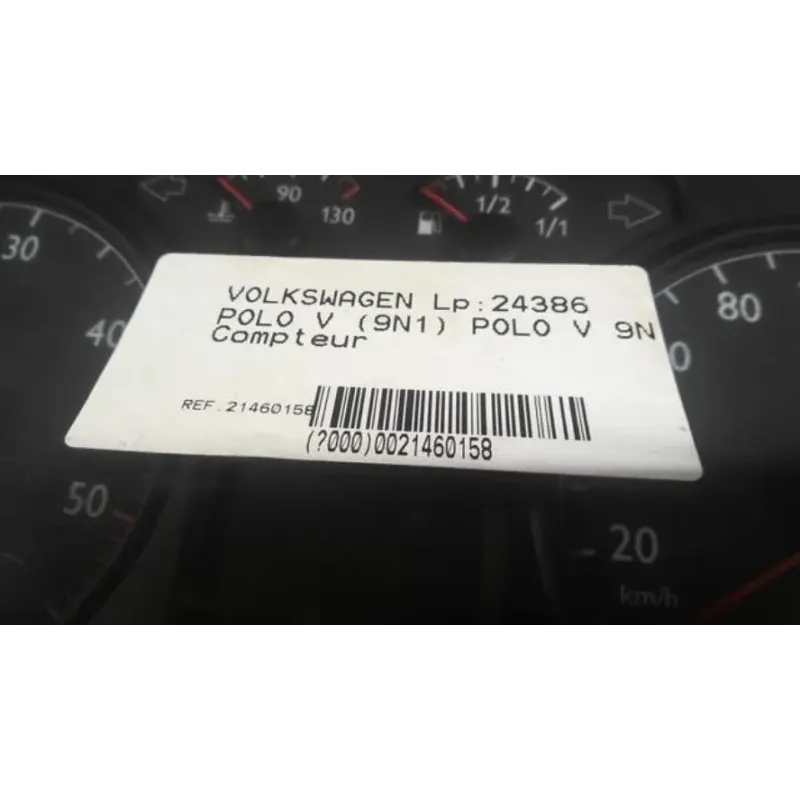 90
130
1/2
1/1
30
40
50
80
20
km/h
VOLKSWAGEN Lp:24386
POLO V (9N1) POLO V 9N
Compteur
REF.21460158
(?000)0021460158